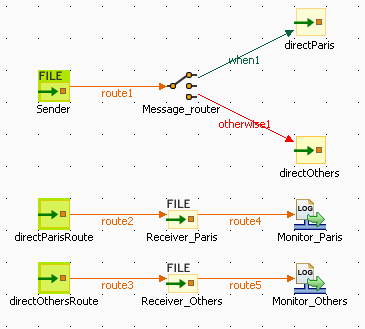 directParis
when1
FILE
route1
Sender
Message_router
otherwise1
directOthers
FILE
LOG
route2
route4
directParisRoute
Receiver_Paris
Monitor_Paris
FILE
LOG
route3
route5
directOthersRoute
Receiver_Others
Monitor_Others